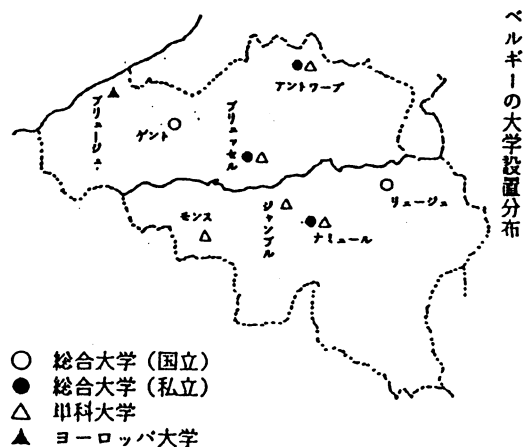 ベルギーの大学設置分布
アントワープ
ブリュージュ
ゲント
ブリュッセル
リュージュ
ジャンブル
モンス
ナミュール
○ 総合大学（国立）
● 総合大学（私立）
△ 単科大学
▲ ヨーロッパ大学